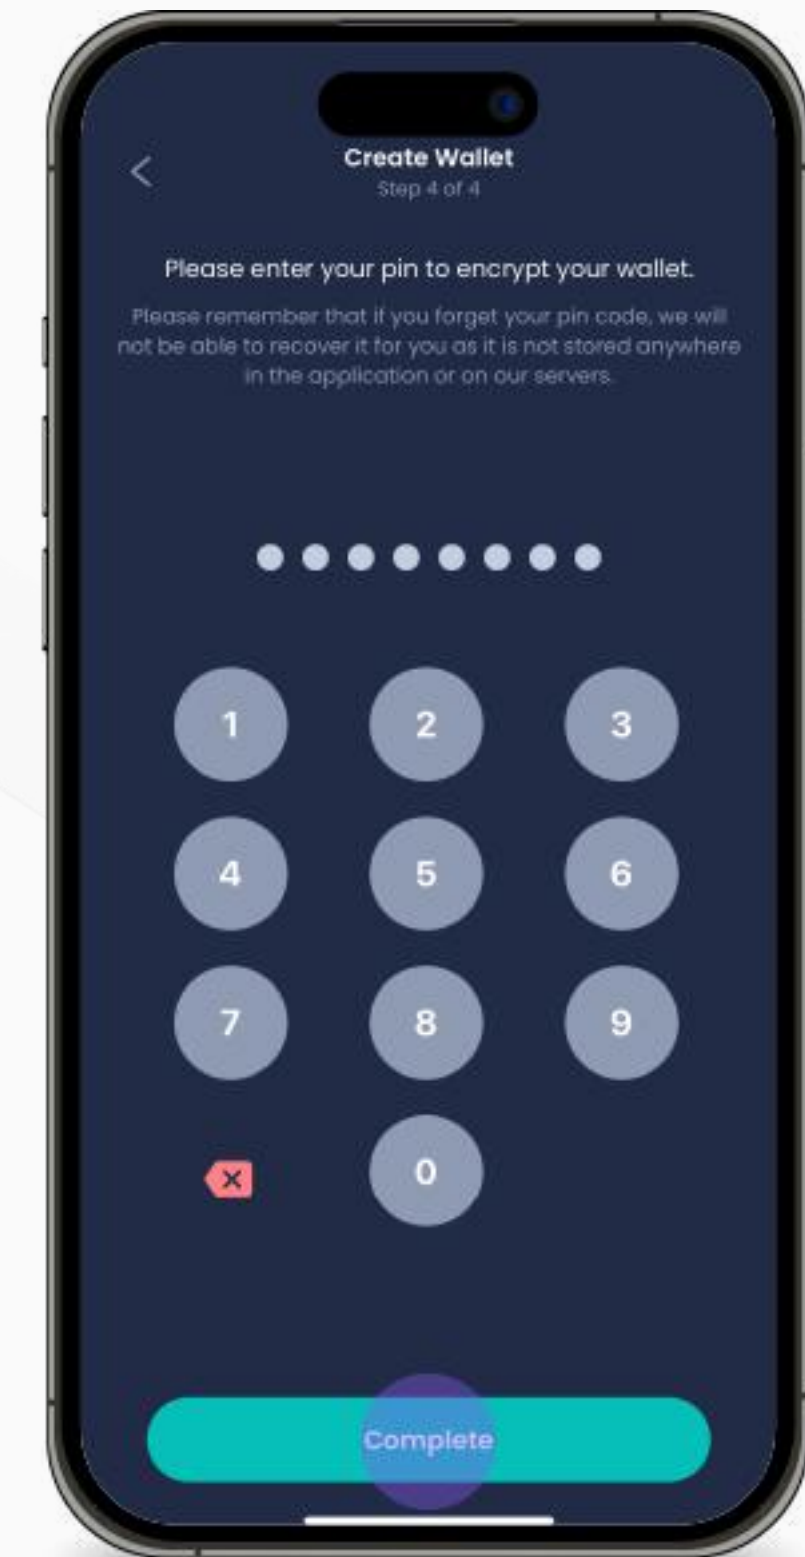 Create Wallet
Step 4 of 4
Please enter your pin to encrypt your wallet.
Please remember that if you forget your pin code, we will
not be able to recover it for you as it is not stored anywhere
in the application or on our servers.
1 2 3
4 5 6
7 8 9
0
Complete